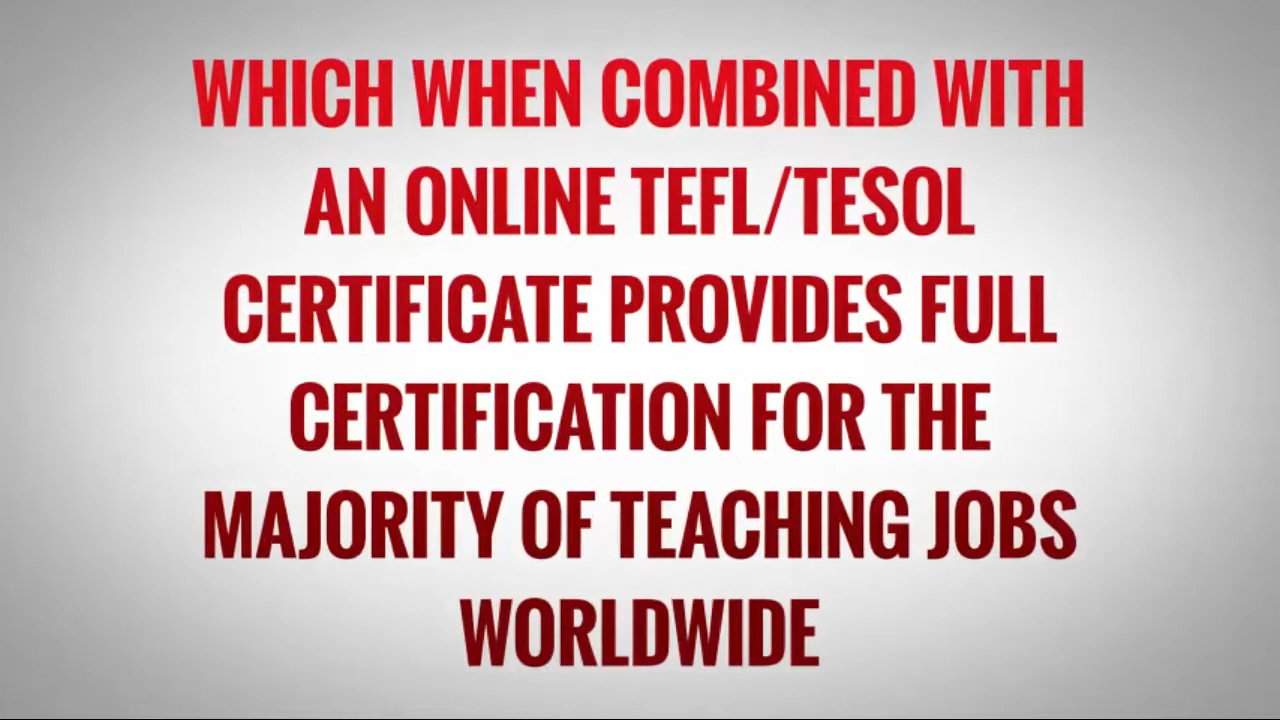 WHICH WHEN COMBINED WITH
AN ONLINE TEFL/TESOL
CERTIFICATE PROVIDES FULL
CERTIFICATION FOR THE
MAJORITY OF TEACHING JOBS
WORLDWIDE